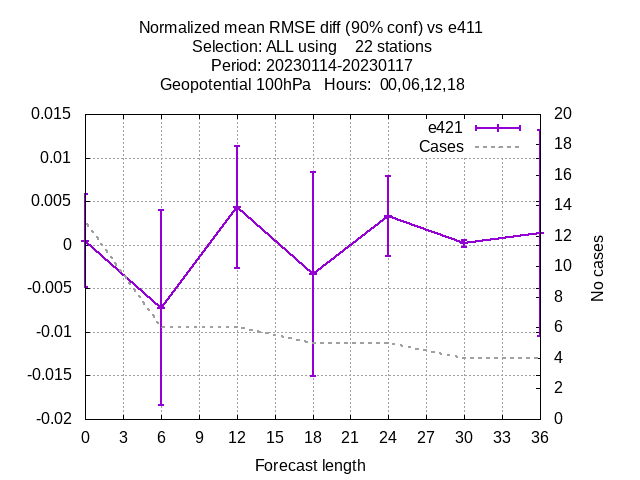 Normalized mean RMSE diff (90% conf) vs e411
Selection: ALL using    22 stations
Period: 20230114-20230117
Geopotential 100hPa   Hours:  00,06,12,18
0.015
0.01
0.005
0
-0.005
-0.01
-0.015
-0.02
20
18
16
14
12
10
8
6
4
2
0
e421
Cases
No cases
0 3 6 9 12 15 18 21 24 27 30 33 36
Forecast length